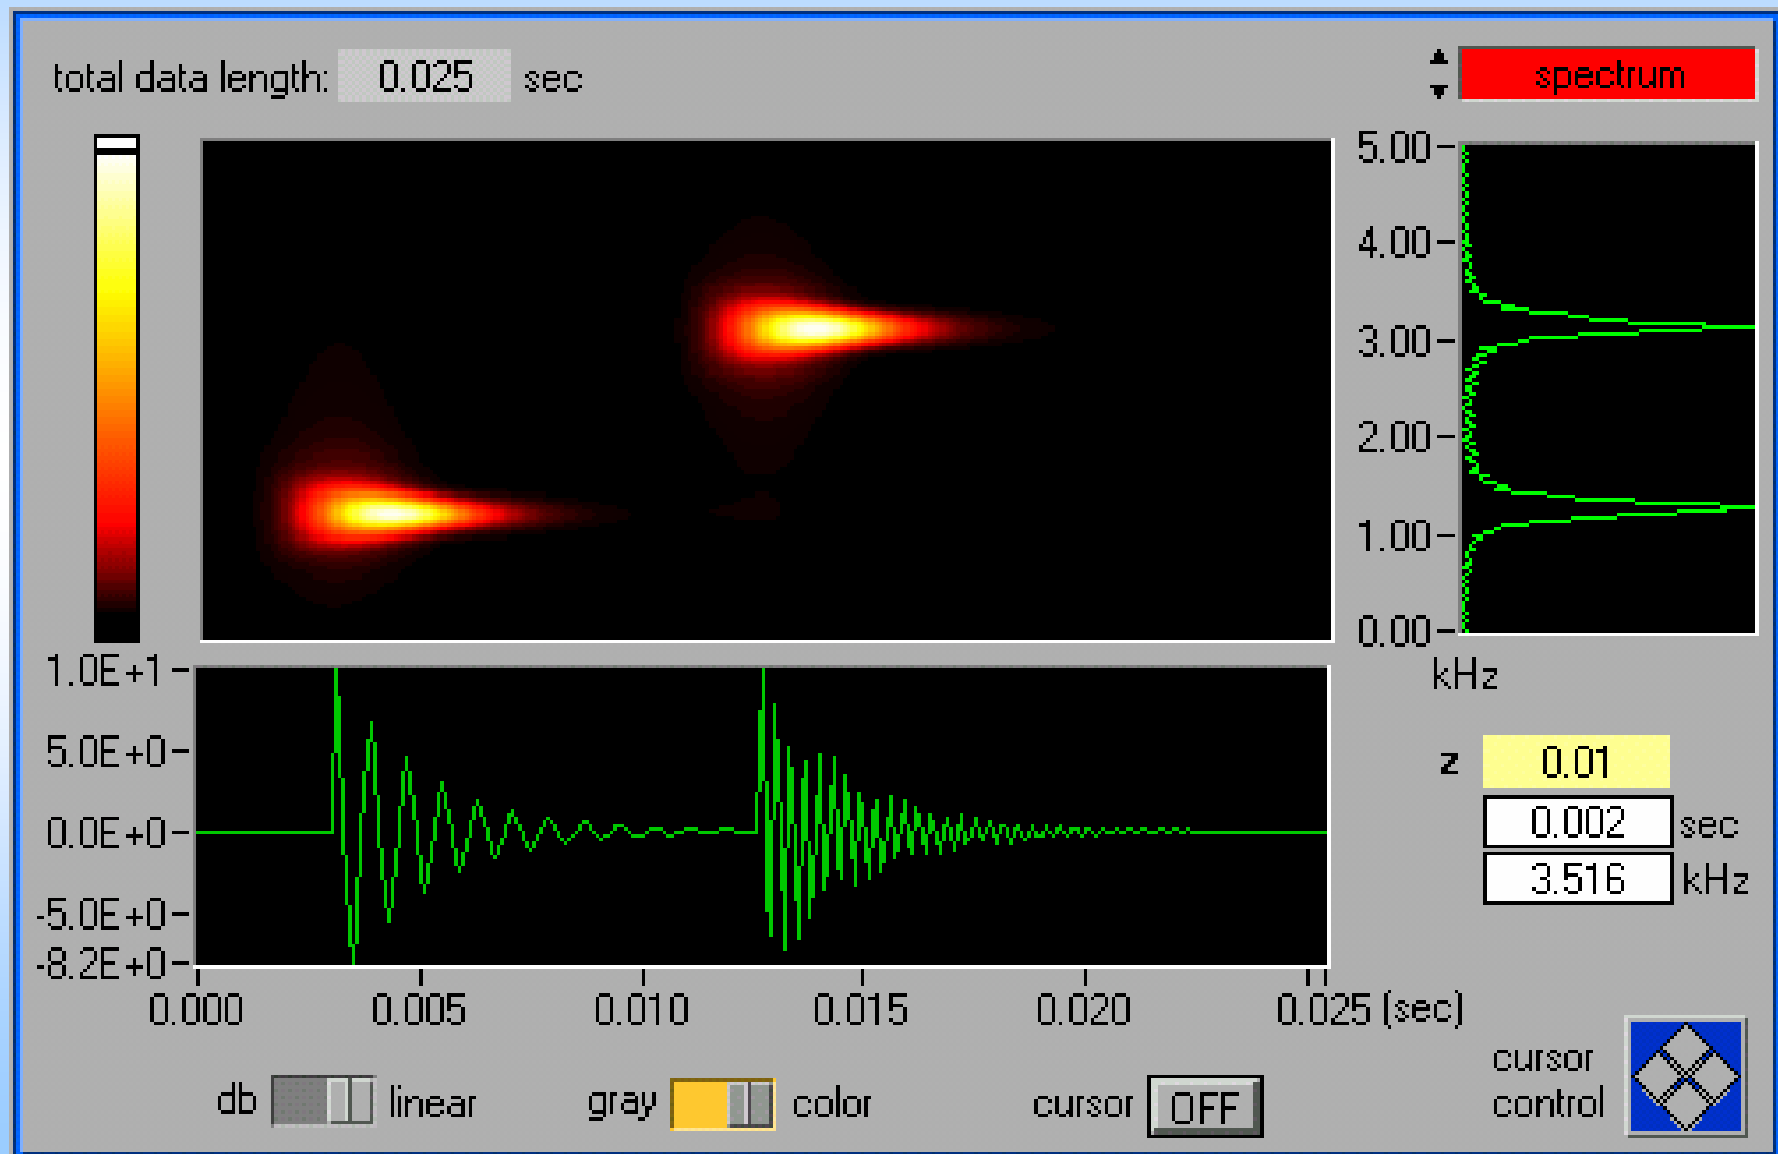 total data length: 0.025 sec
spectrum
5.00
4.00
3.00
2.00
1.00
0.00
kHz
1.0E+1
5.0E+0
0.0E+0
-5.0E+0
-8.2E+0
0.000 0.005 0.010 0.015 0.020 0.025 (sec)
z 0.01
0.002 sec
3.516 kHz
db linear gray color cursor OFF
cursor
control